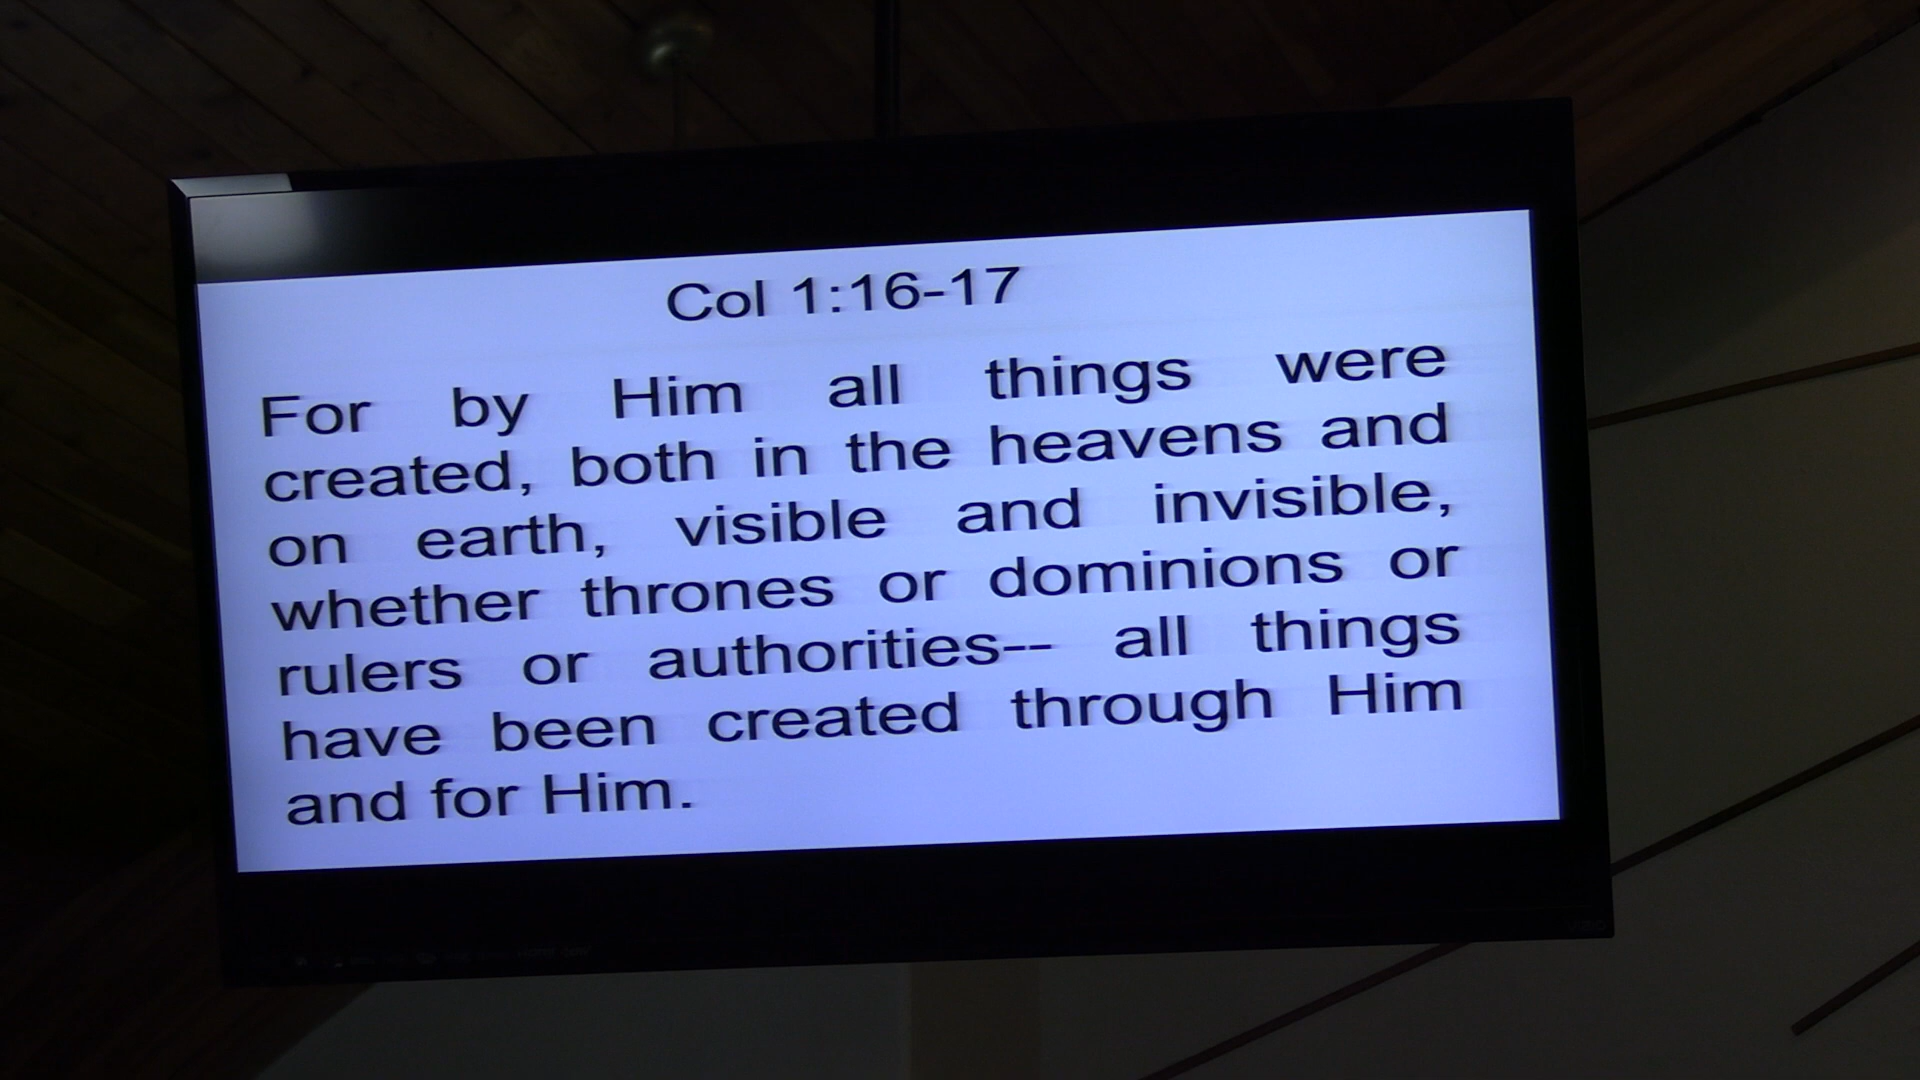 Col 1:16-17
For by Him all things were
created, both in the heavens and
on earth, visible and invisible,
whether thrones or dominions or
rulers or authorities-- all things
have been created through Him
and for Him.